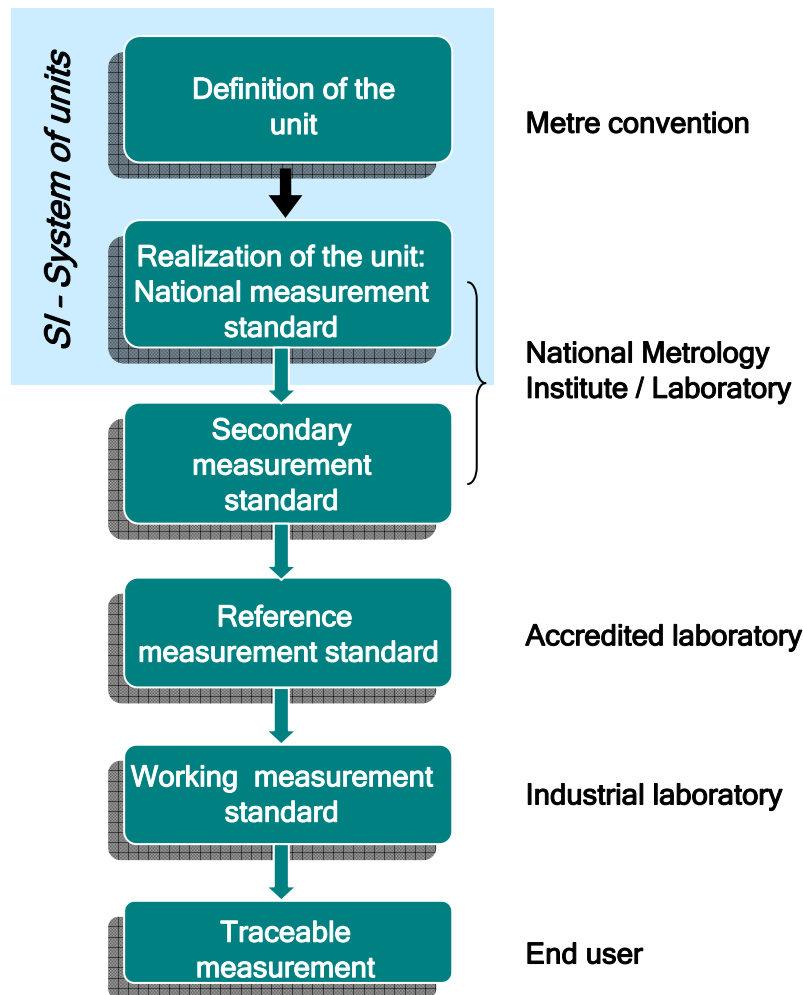 SI - System of units
Definition of the
unit
Metre convention
Realization of the unit:
National measurement
standard
National Metrology
Institute / Laboratory
Secondary
measurement
standard
Reference
measurement standard
Accredited laboratory
Working measurement
standard
Industrial laboratory
Traceable
measurement
End user